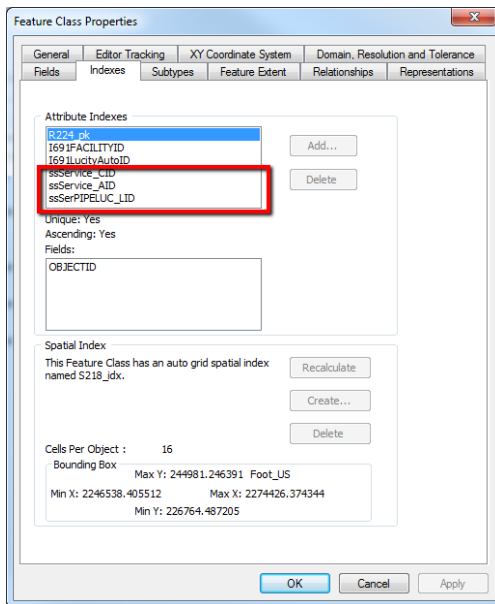 Feature Class Properties
General Editor Tracking XY Coordinate System Domain, Resolution and Tolerance
Fields Indexes Subtypes Feature Extent Relationships Representations
Attribute Indexes
R224_pk
I691FACILITYID
I691LucityAutoID
ssService_CID
ssService_AID
ssSerPIPELUC_LID
Add...
Delete
Unique: Yes
Ascending: Yes
Fields:
OBJECTID
Spatial Index
This Feature Class has an auto grid spatial index
named S218_idx.
Recalculate
Create...
Delete
Cells Per Object : 16
Bounding Box
Max Y: 244981.246391 Foot_US
Min X: 2246538.405512 Max X: 2274426.374344
Min Y: 226764.487205
OK Cancel Apply